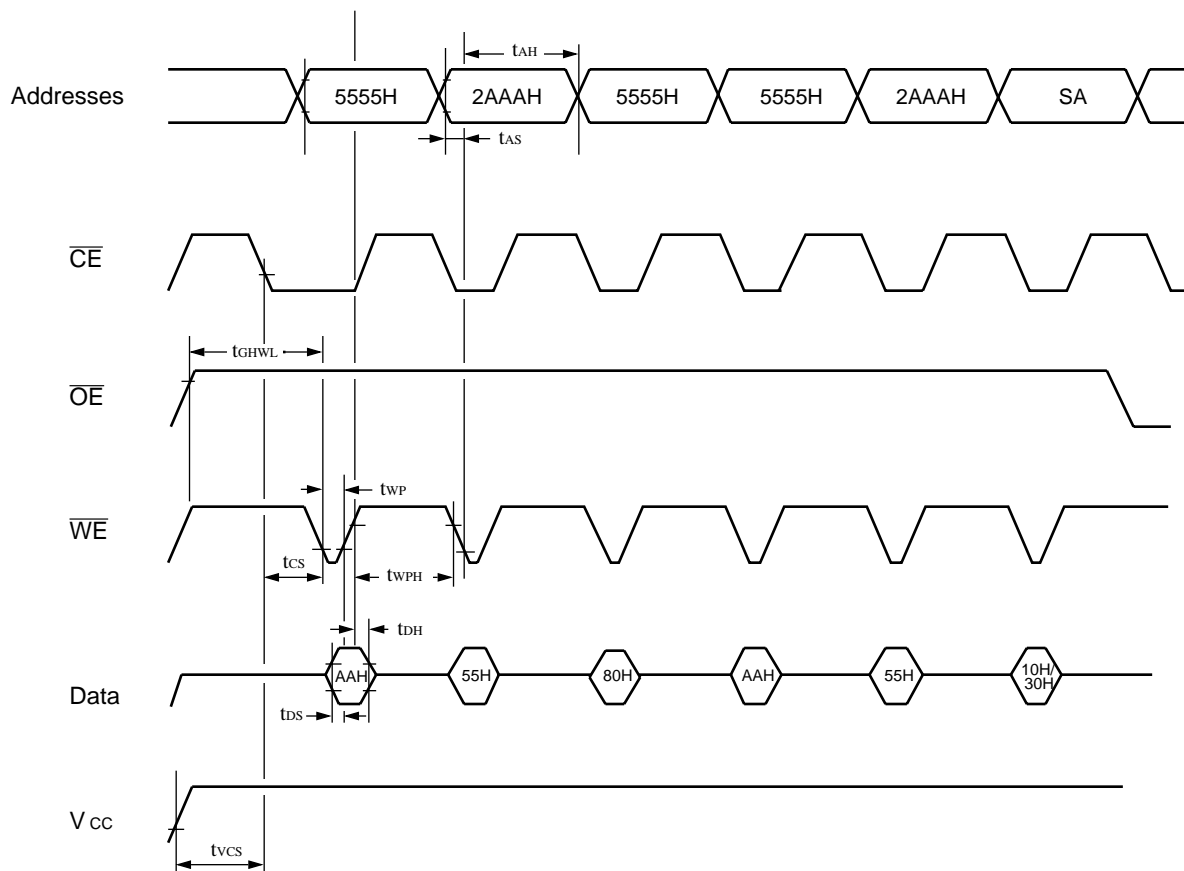 tAH
Addresses 5555H 2AAAH 5555H 5555H 2AAAH SA
tAS
CE
tGHWL
OE
tWP
WE
tCS tWPH
tDH
Data AAH 55H 80H AAH 55H 10H/
30H
tDS
VCC
tVCS